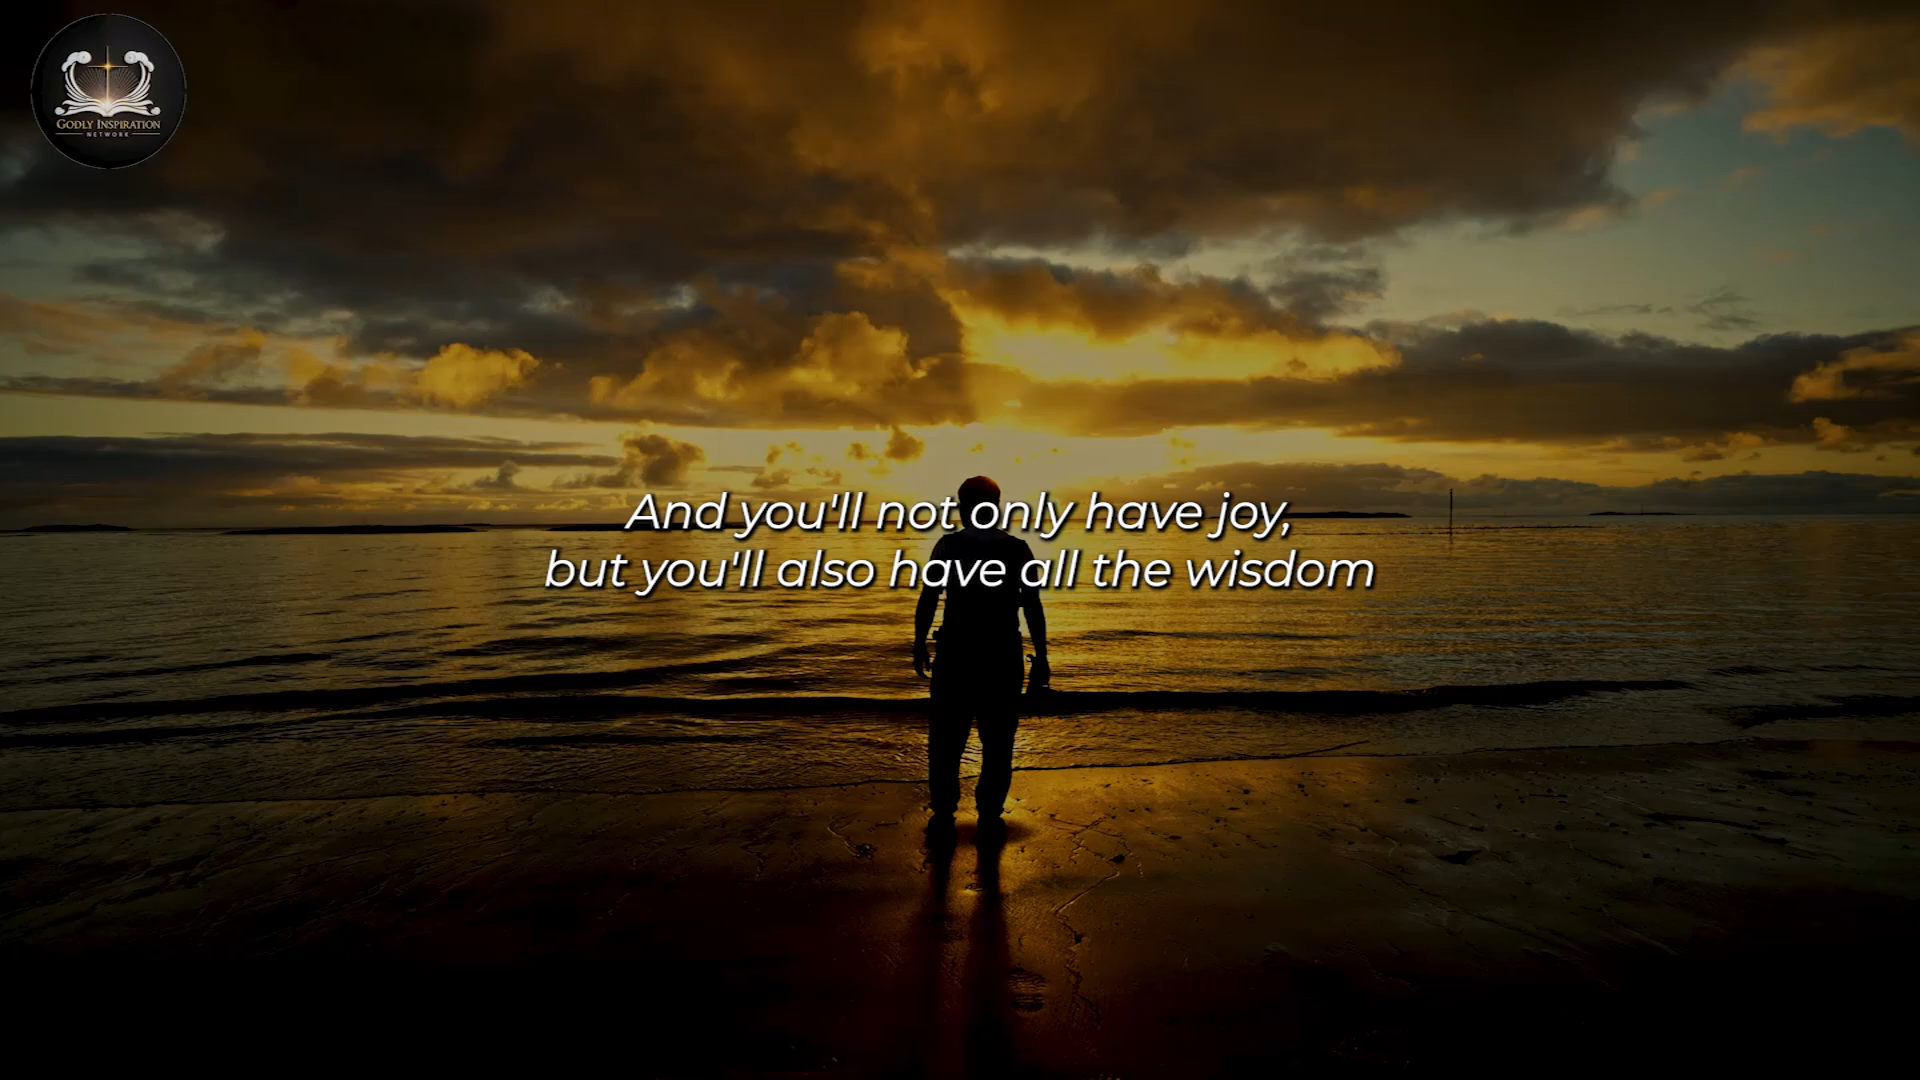 GODLY INSPIRATION
NETWORK
And you'll not only have joy,
but you'll also have all the wisdom